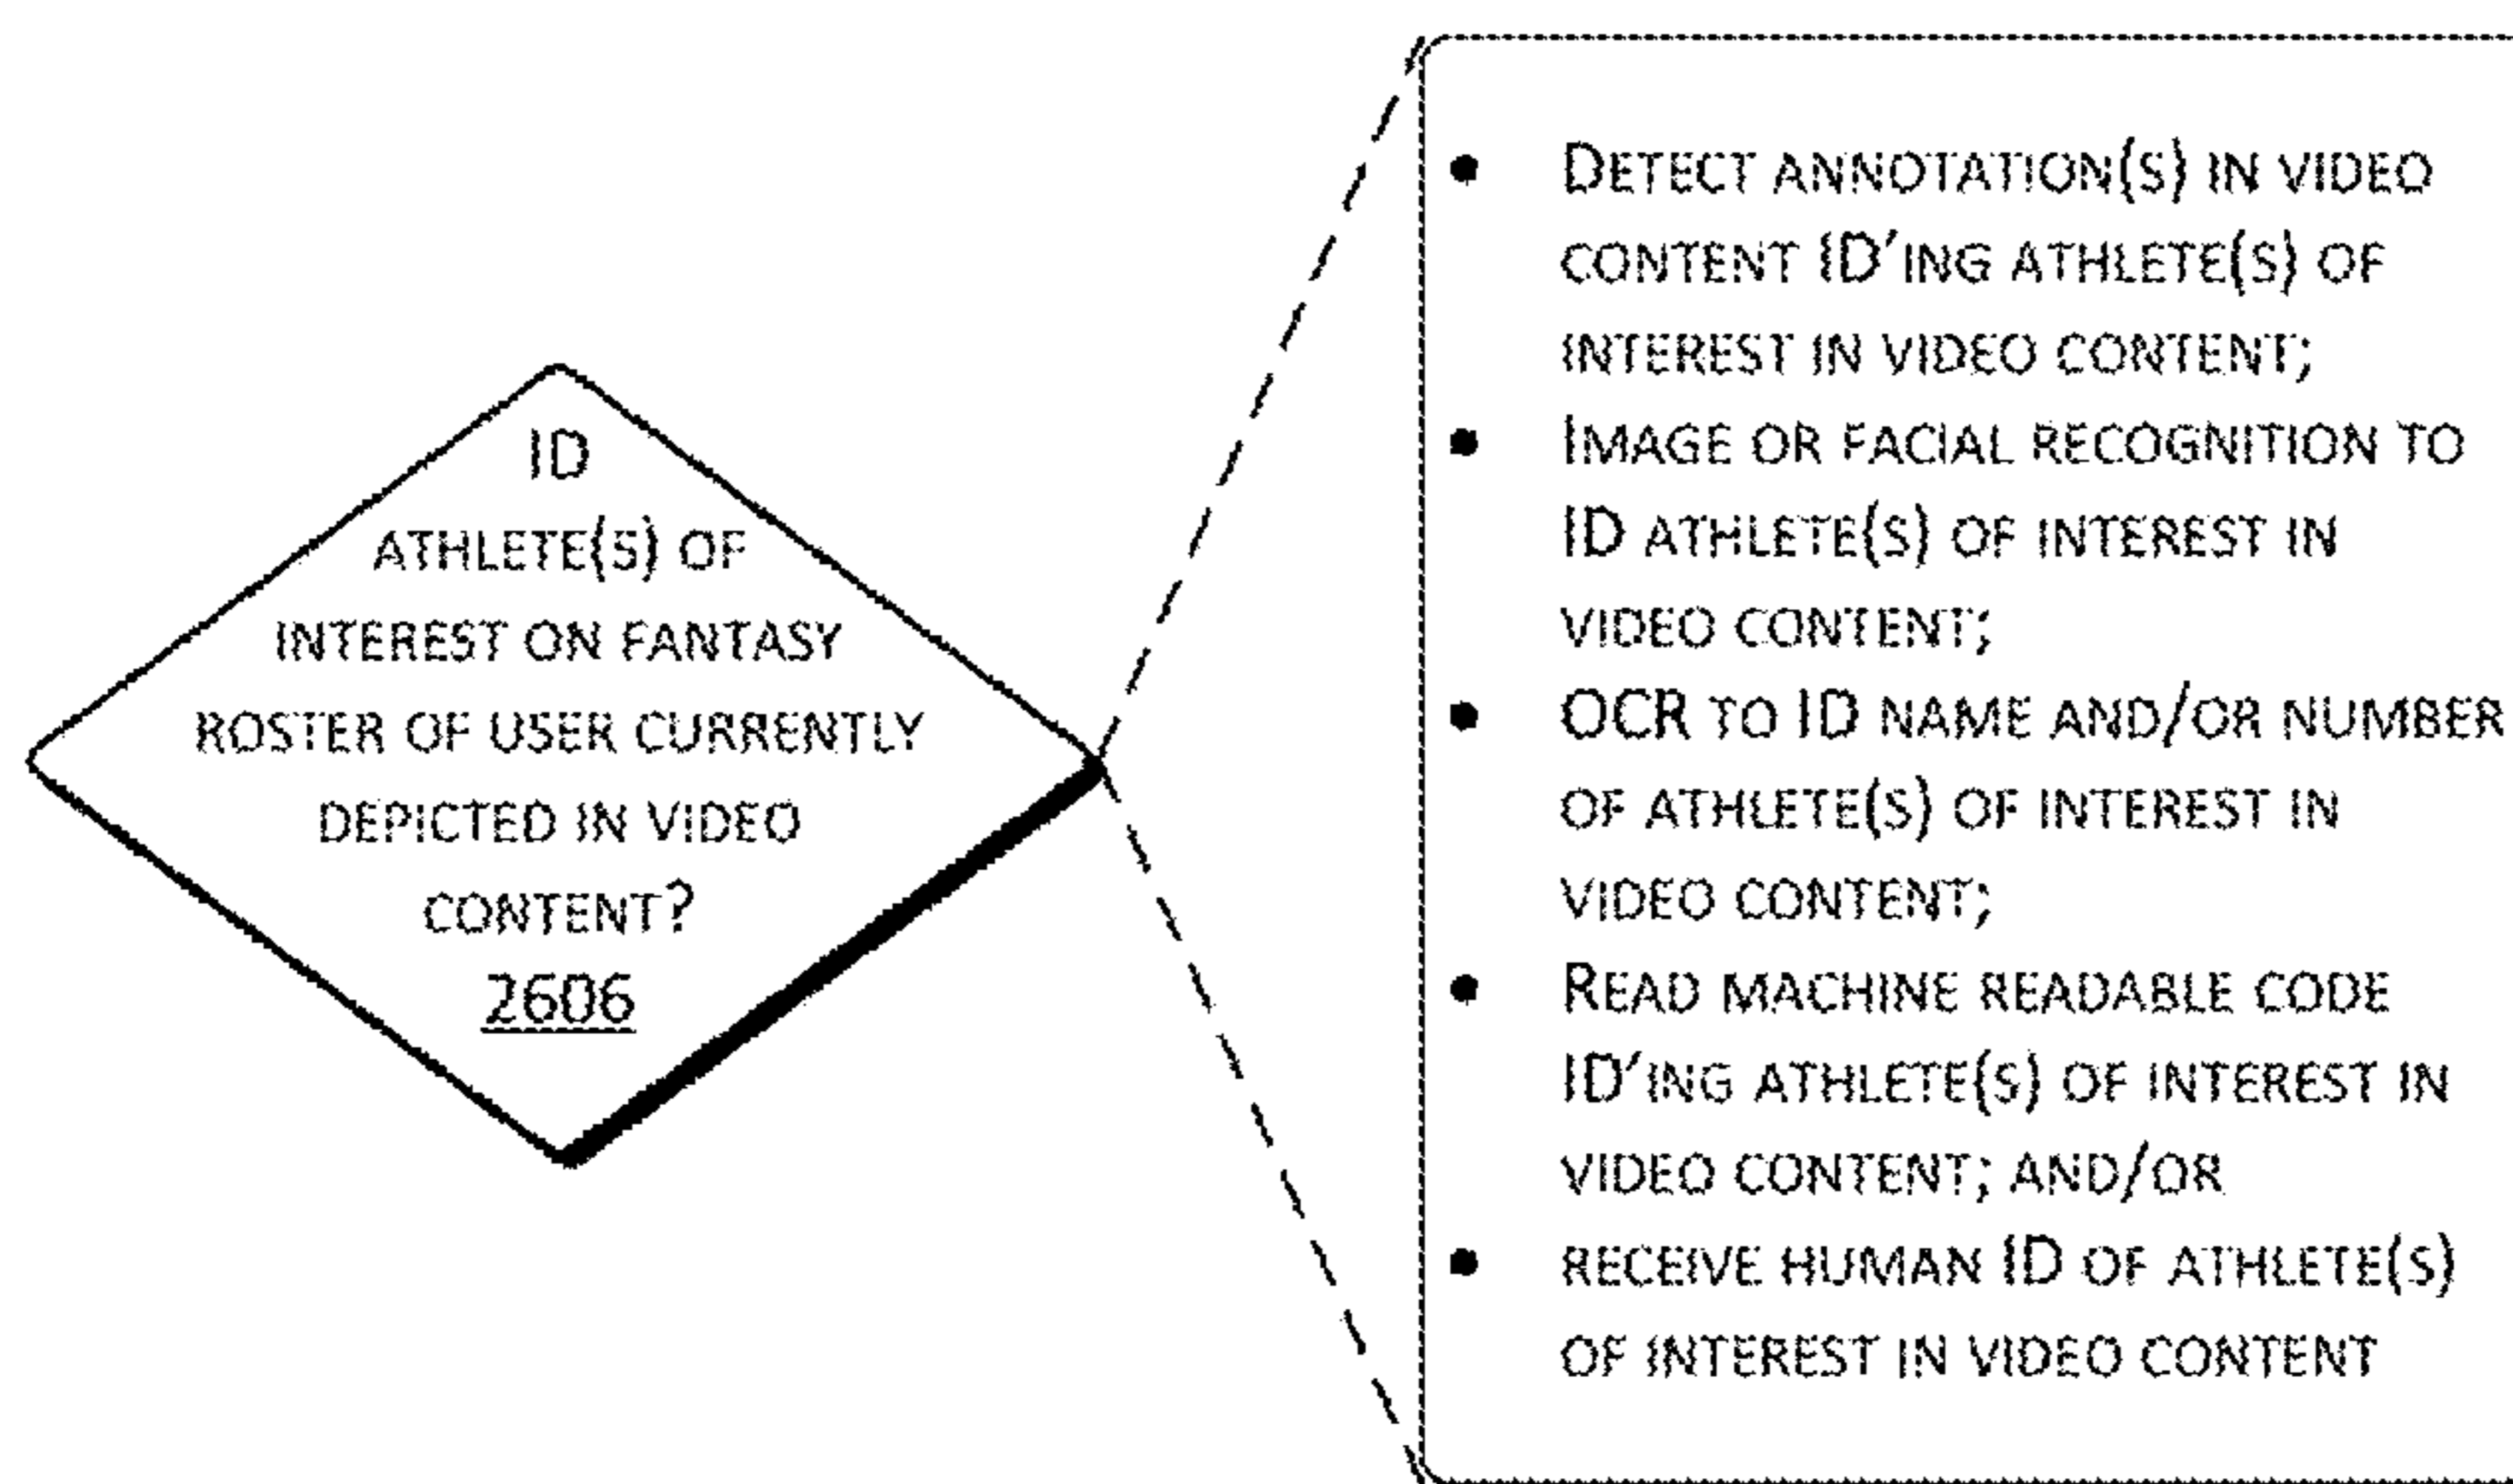 ID
ATHLETE(S) OF
INTEREST ON FANTASY
ROSTER OF USER CURRENTLY
DEPICTED IN VIDEO
CONTENT?
2606
• DETECT ANNOTATION(S) IN VIDEO
CONTENT ID'ING ATHLETE(S) OF
INTEREST IN VIDEO CONTENT;
• IMAGE OR FACIAL RECOGNITION TO
ID ATHLETE(S) OF INTEREST IN
VIDEO CONTENT;
• OCR TO ID NAME AND/OR NUMBER
OF ATHLETE(S) OF INTEREST IN
VIDEO CONTENT;
• READ MACHINE READABLE CODE
ID'ING ATHLETE(S) OF INTEREST IN
VIDEO CONTENT; AND/OR
• RECEIVE HUMAN ID OF ATHLETE(S)
OF INTEREST IN VIDEO CONTENT